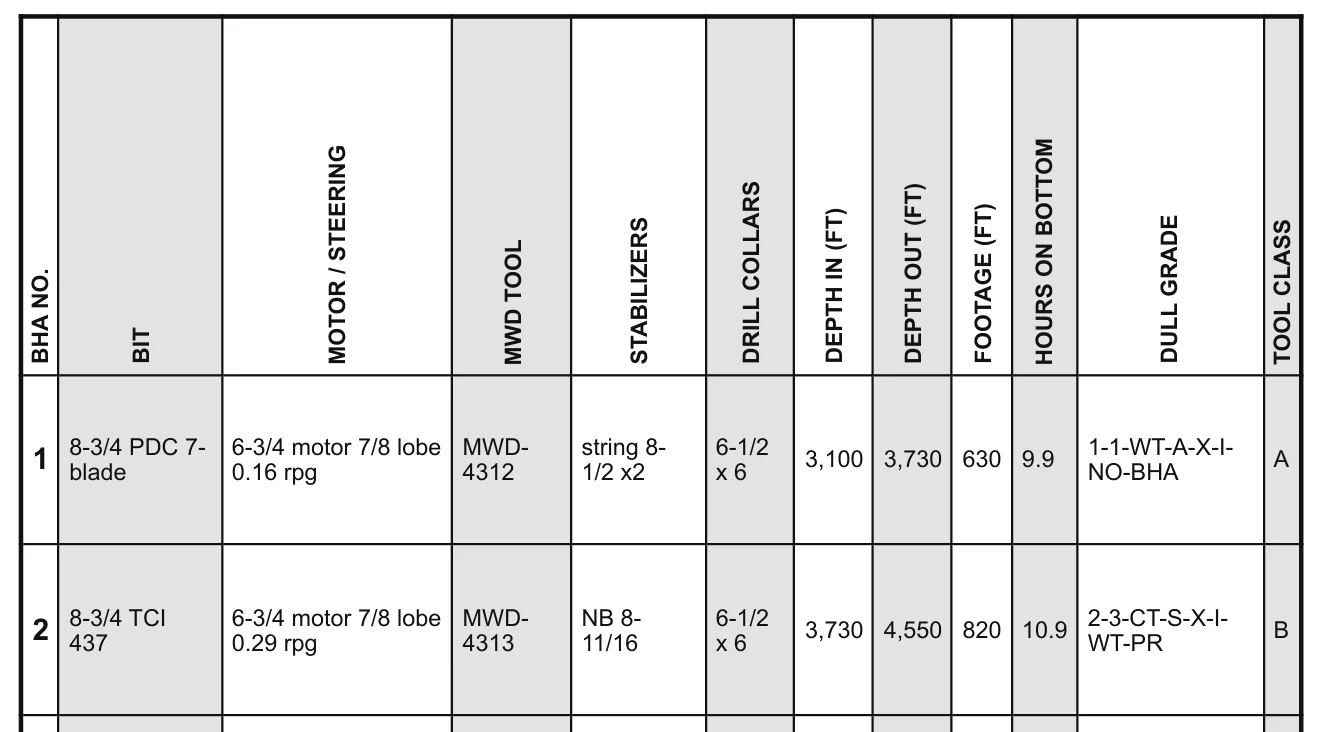 BHA NO.
BIT
MOTOR / STEERING
MWD TOOL
STABILIZERS
DRILL COLLARS
DEPTH IN (FT)
DEPTH OUT (FT)
FOOTAGE (FT)
HOURS ON BOTTOM
DULL GRADE
TOOL CLASS
1
8-3/4 PDC 7-
blade
6-3/4 motor 7/8 lobe
0.16 rpg
MWD-
4312
string 8-
1/2 x2
6-1/2
x 6
3,100
3,730
630
9.9
1-1-WT-A-X-I-
NO-BHA
A
2
8-3/4 TCI
437
6-3/4 motor 7/8 lobe
0.29 rpg
MWD-
4313
NB 8-
11/16
6-1/2
x 6
3,730
4,550
820
10.9
2-3-CT-S-X-I-
WT-PR
B